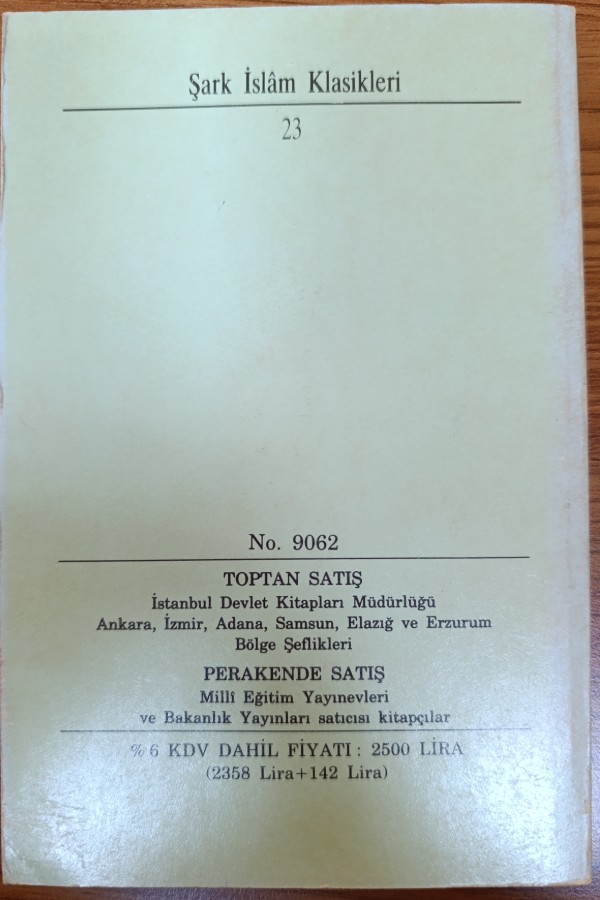 Şark İslâm Klasikleri
23
No. 9062
TOPTAN SATIŞ
İstanbul Devlet Kitapları Müdürlüğü
Ankara, İzmir, Adana, Samsun, Elazığ ve Erzurum
Bölge Şeflikleri
PERAKENDE SATIŞ
Millî Eğitim Yayınevleri
ve Bakanlık Yayınları satıcısı kitapçılar
%6 KDV DAHİL FİYATI: 2500 LİRA
(2358 Lira+142 Lira)